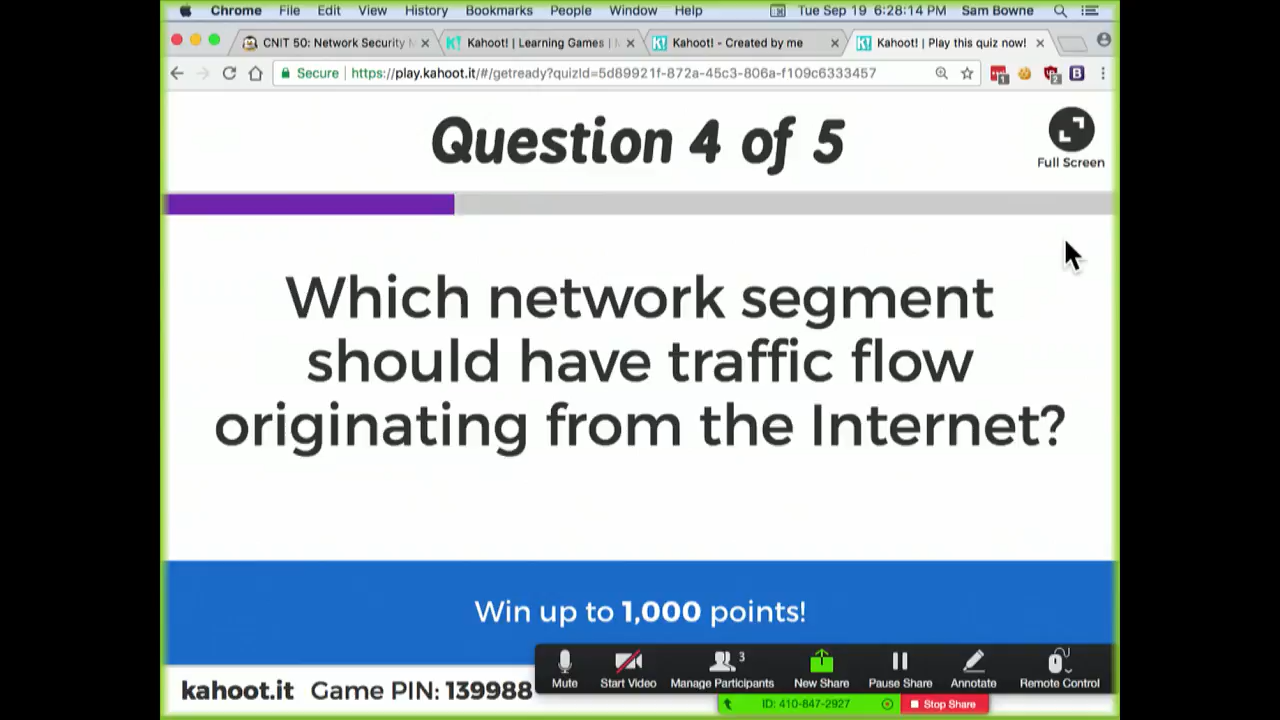 Chrome File Edit View History Bookmarks People Window Help Tue Sep 19 6:28:14 PM Sam Bowne
CNIT 50: Network Security Kahoot! | Learning Games | Kahoot! - Created by me Kahoot! | Play this quiz now!
Secure https://play.kahoot.it/#/getready?quizId=5d89921f-872a-45c3-806a-f109c6333457
Question 4 of 5
Full Screen
Which network segment
should have traffic flow
originating from the Internet?
Win up to 1,000 points!
3
Mute Start Video Manage Participants New Share Pause Share Annotate Remote Control
kahoot.it Game PIN: 139988
ID: 410-847-2927 Stop Share